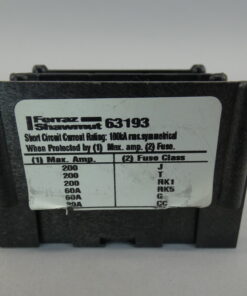 Ferraz
Shawmut 63193
Short Circuit Current Rating: 100kA rms.symmetrical
When Protected by (1) Max. amp. (2) Fuse.
(1) Max. Amp. (2) Fuse Class
200 J
200 T
200 RK1
60A RK5
60A G
20A CC